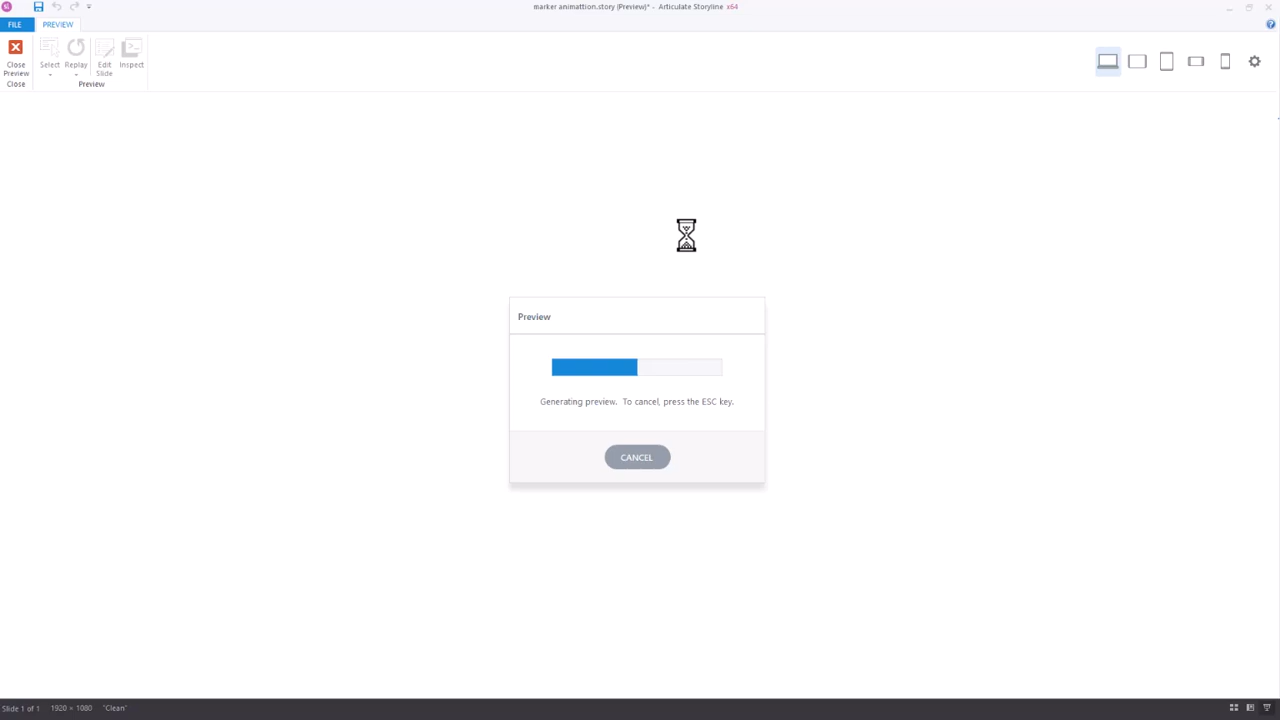 marker animattion.story (Preview)* - Articulate Storyline x64
FILE
PREVIEW
Close Preview
Select
Replay
Edit Slide
Inspect
Close
Preview
Preview
Generating preview. To cancel, press the ESC key.
CANCEL
Slide 1 of 1
1920 × 1080
"Clean"